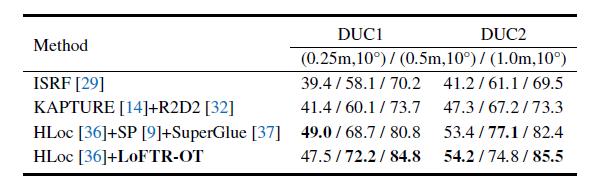 Method DUC1 DUC2
(0.25m,10°) / (0.5m,10°) / (1.0m,10°)
ISRF [29] 39.4 / 58.1 / 70.2 41.2 / 61.1 / 69.5
KAPTURE [14]+R2D2 [32] 41.4 / 60.1 / 73.7 47.3 / 67.2 / 73.3
HLoc [36]+SP [9]+SuperGlue [37] 49.0 / 68.7 / 80.8 53.4 / 77.1 / 82.4
HLoc [36]+LoFTR-OT 47.5 / 72.2 / 84.8 54.2 / 74.8 / 85.5